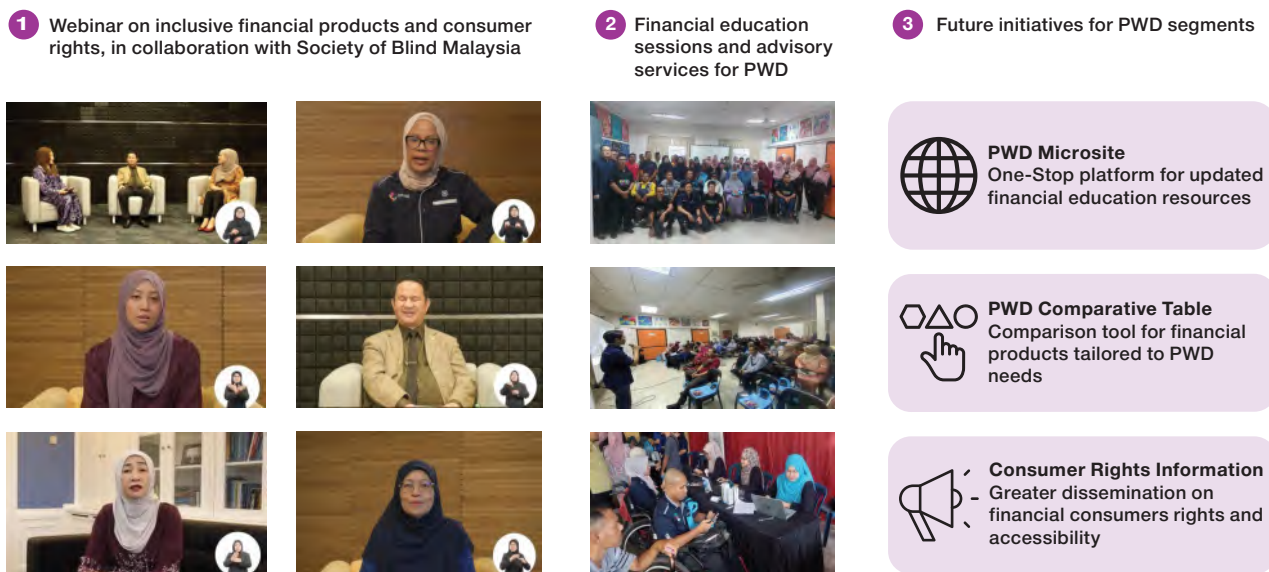 1
Webinar on inclusive financial products and consumer
rights, in collaboration with Society of Blind Malaysia
2
Financial education
sessions and advisory
services for PWD
3
Future initiatives for PWD segments
PWD Microsite
One-Stop platform for updated
financial education resources
PWD Comparative Table
Comparison tool for financial
products tailored to PWD
needs
Consumer Rights Information
Greater dissemination on
financial consumers rights and
accessibility